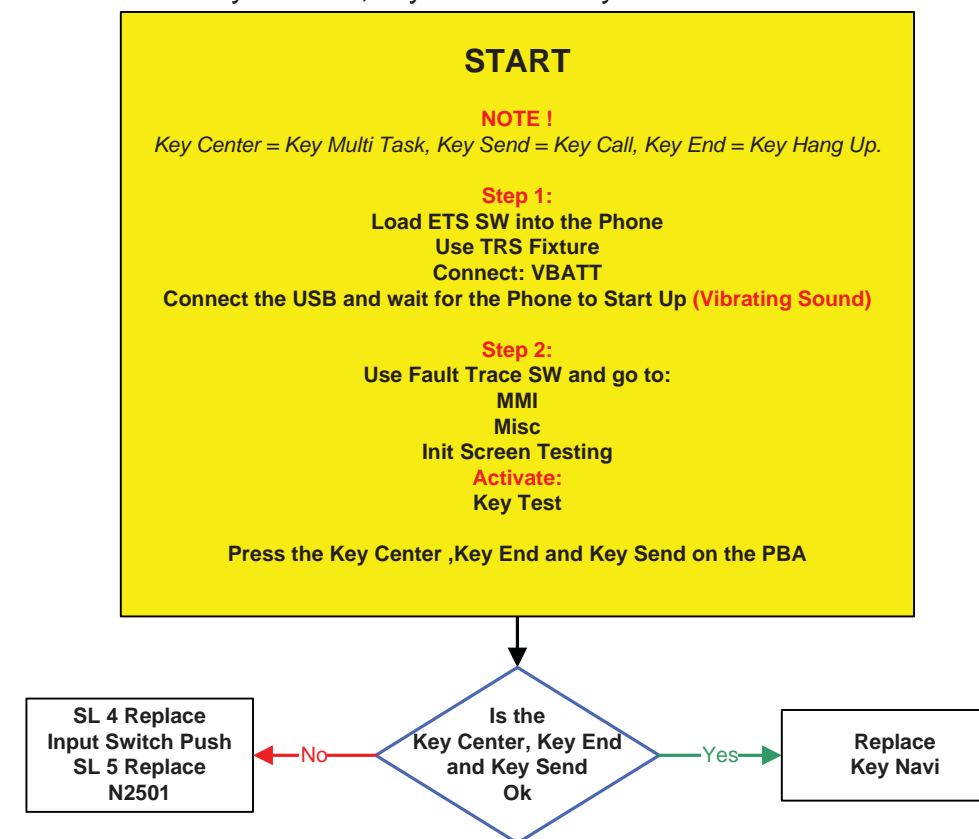 START
NOTE !
Key Center = Key Multi Task, Key Send = Key Call, Key End = Key Hang Up.
Step 1:
Load ETS SW into the Phone
Use TRS Fixture
Connect: VBATT
Connect the USB and wait for the Phone to Start Up (Vibrating Sound)
Step 2:
Use Fault Trace SW and go to:
MMI
Misc
Init Screen Testing
Activate:
Key Test
Press the Key Center ,Key End and Key Send on the PBA
SL 4 Replace
Input Switch Push
SL 5 Replace
N2501
No
Is the
Key Center, Key End
and Key Send
Ok
Yes
Replace
Key Navi